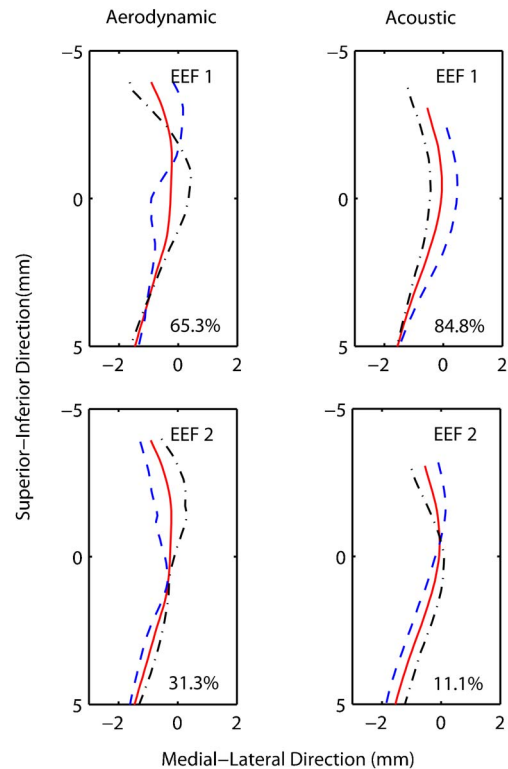 Aerodynamic
Acoustic
−5
EEF 1
0
65.3%
5
−2 0 2
−5
EEF 1
0
84.8%
5
−2 0 2
Superior−Inferior Direction(mm)
−5
EEF 2
0
31.3%
5
−2 0 2
−5
EEF 2
0
11.1%
5
−2 0 2
Medial−Lateral Direction (mm)